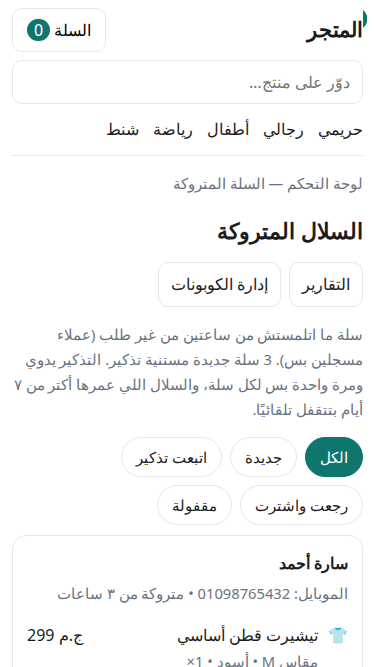 المتجر
السلة 0
دوّر على منتج...
حريمي رجالي أطفال رياضة شنط
لوحة التحكم — السلة المتروكة
السلال المتروكة
التقارير إدارة الكوبونات
سلة ما اتلمستش من ساعتين من غير طلب (عملاء
مسجلين بس). 3 سلة جديدة مستنية تذكير. التذكير يدوي
ومرة واحدة بس لكل سلة، والسلال اللي عمرها أكتر من ٧
أيام بتتقفل تلقائيًا.
الكل جديدة اتبعت تذكير
رجعت واشترت مقفولة
سارة أحمد
الموبايل: 01098765432 • متروكة من ٣ ساعات
تيشيرت قطن أساسي ج.م 299
مقاس M • أسود • ×1